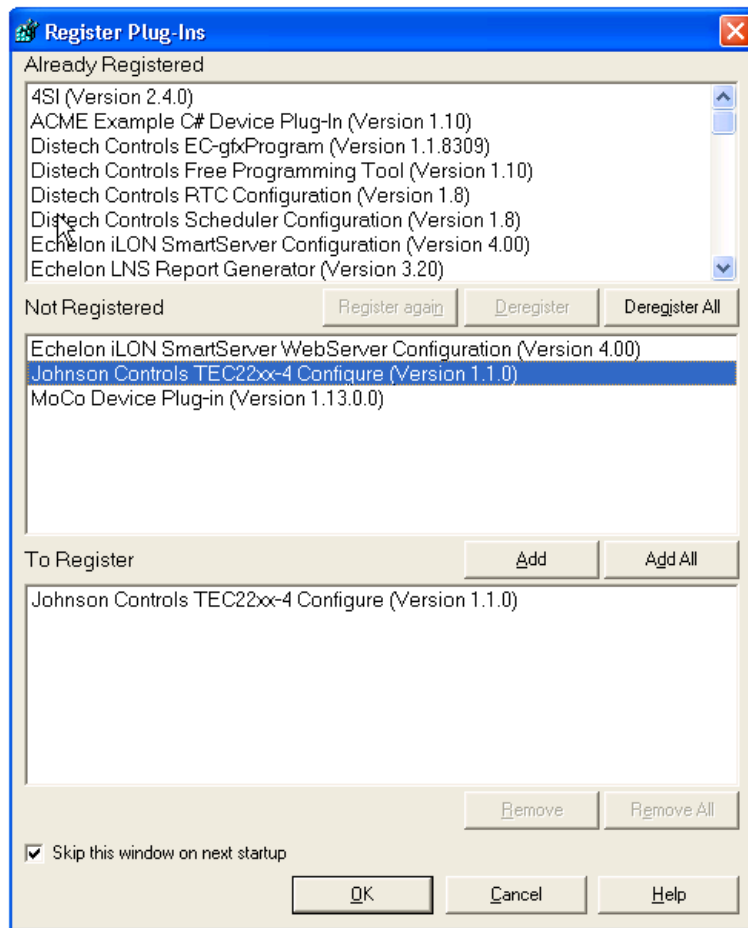 Register Plug-Ins
Already Registered
4SI (Version 2.4.0)
ACME Example C# Device Plug-In (Version 1.10)
Distech Controls EC-gfxProgram (Version 1.1.8309)
Distech Controls Free Programming Tool (Version 1.10)
Distech Controls RTC Configuration (Version 1.8)
Distech Controls Scheduler Configuration (Version 1.8)
Echelon iLON SmartServer Configuration (Version 4.00)
Echelon LNS Report Generator (Version 3.20)
Not Registered Register again Deregister Deregister All
Echelon iLON SmartServer WebServer Configuration (Version 4.00)
Johnson Controls TEC22xx-4 Configure (Version 1.1.0)
MoCo Device Plug-in (Version 1.13.0.0)
To Register Add Add All
Johnson Controls TEC22xx-4 Configure (Version 1.1.0)
Remove Remove All
Skip this window on next startup
OK Cancel Help